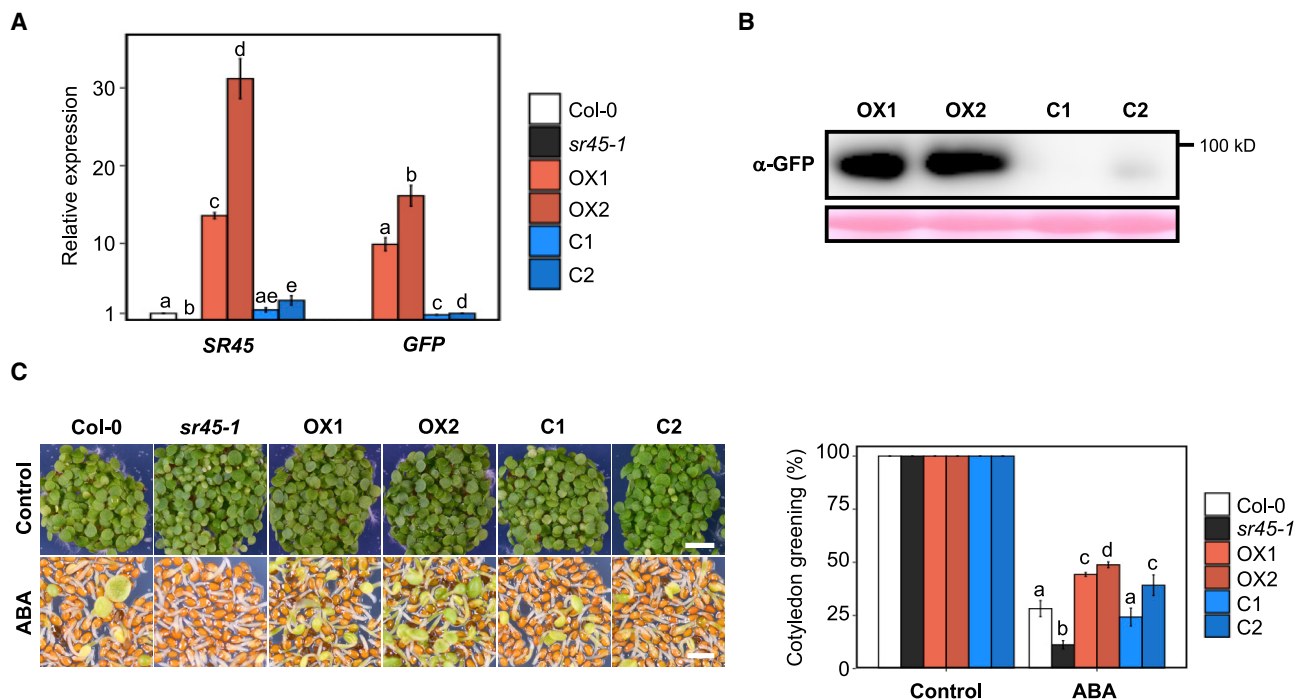 A
Relative expression
30
20
10
1
a
b
c
d
ae
e
a
b
c
d
SR45 GFP
Col-0
sr45-1
OX1
OX2
C1
C2
B
OX1 OX2 C1 C2
α-GFP
100 kD
C
Col-0 sr45-1 OX1 OX2 C1 C2
Control
ABA
Cotyledon greening (%)
100
75
50
25
0
a
b
c
d
a
c
Control ABA
Col-0
sr45-1
OX1
OX2
C1
C2